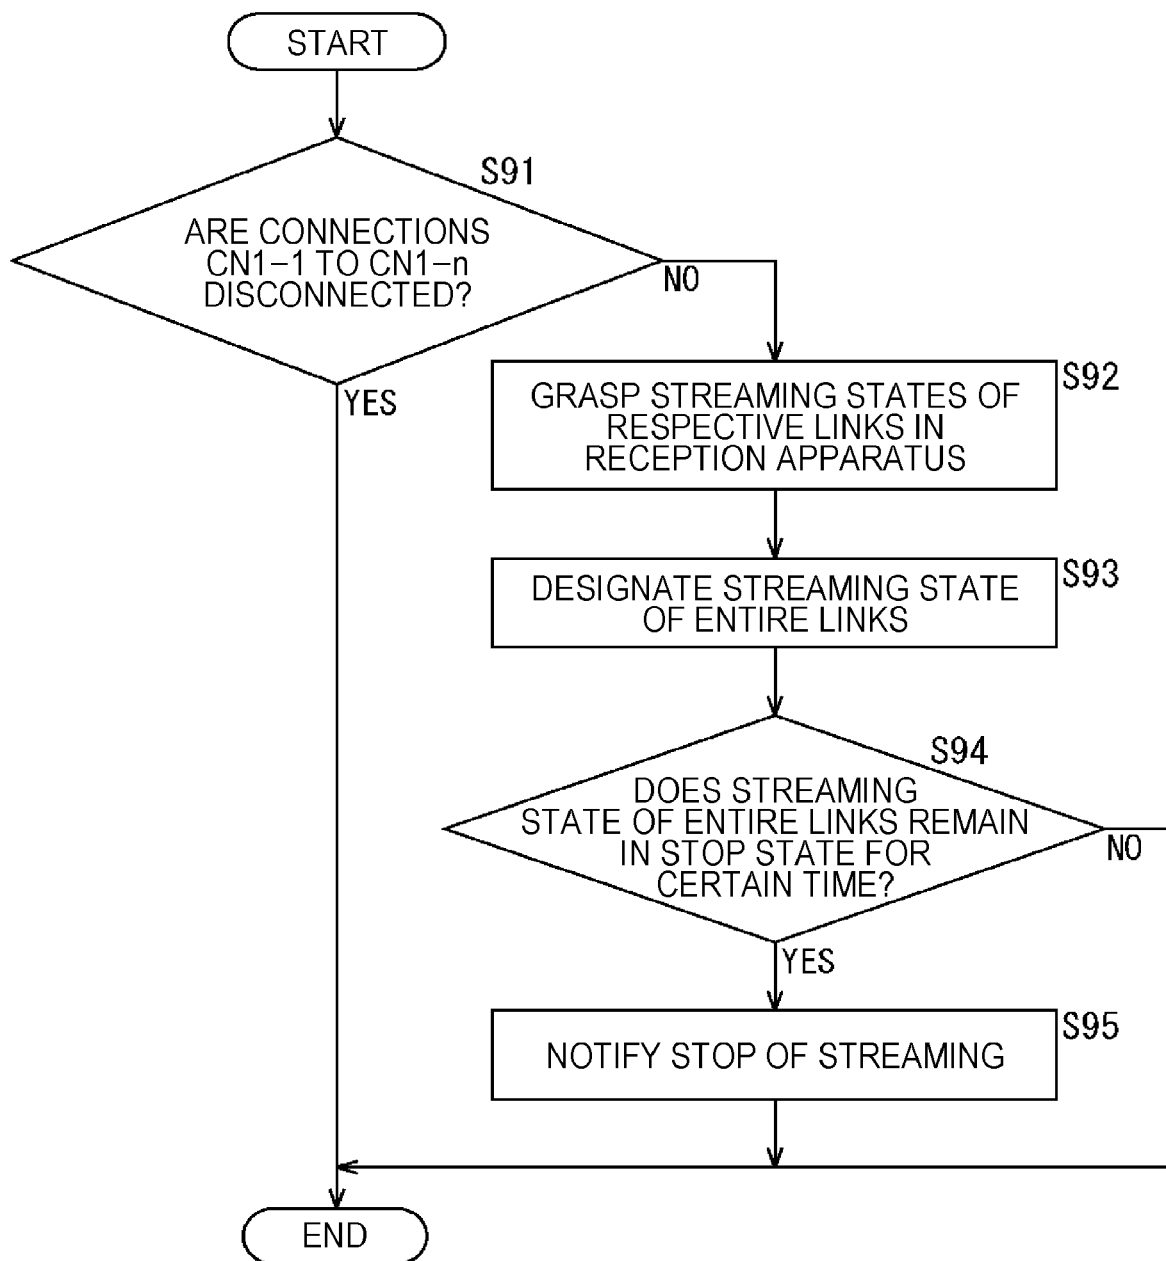 START
S91
ARE CONNECTIONS
CN1-1 TO CN1-n
DISCONNECTED?
NO
YES
S92
GRASP STREAMING STATES OF
RESPECTIVE LINKS IN
RECEPTION APPARATUS
S93
DESIGNATE STREAMING STATE
OF ENTIRE LINKS
S94
DOES STREAMING
STATE OF ENTIRE LINKS REMAIN
IN STOP STATE FOR
CERTAIN TIME?
NO
YES
S95
NOTIFY STOP OF STREAMING
END